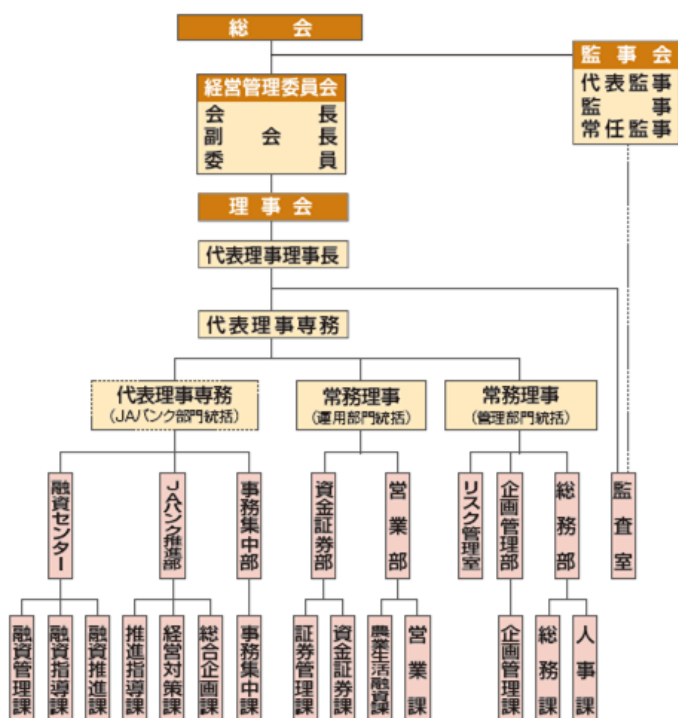 総会
監事会
代表監事
監事
常任監事
経営管理委員会
会長
副会長
委員
理事会
代表理事理事長
代表理事専務
代表理事専務
(JAバンク部門統括)
常務理事
(運用部門統括)
常務理事
(管理部門統括)
融資センター
JAバンク推進部
事務集中部
資金証券部
営業部
リスク管理室
企画管理部
総務部
監査室
融資管理課
融資指導課
融資推進課
推進指導課
経営対策課
総合企画課
事務集中課
証券管理課
資金証券課
農業生活融資課
営業課
企画管理課
総務課
人事課